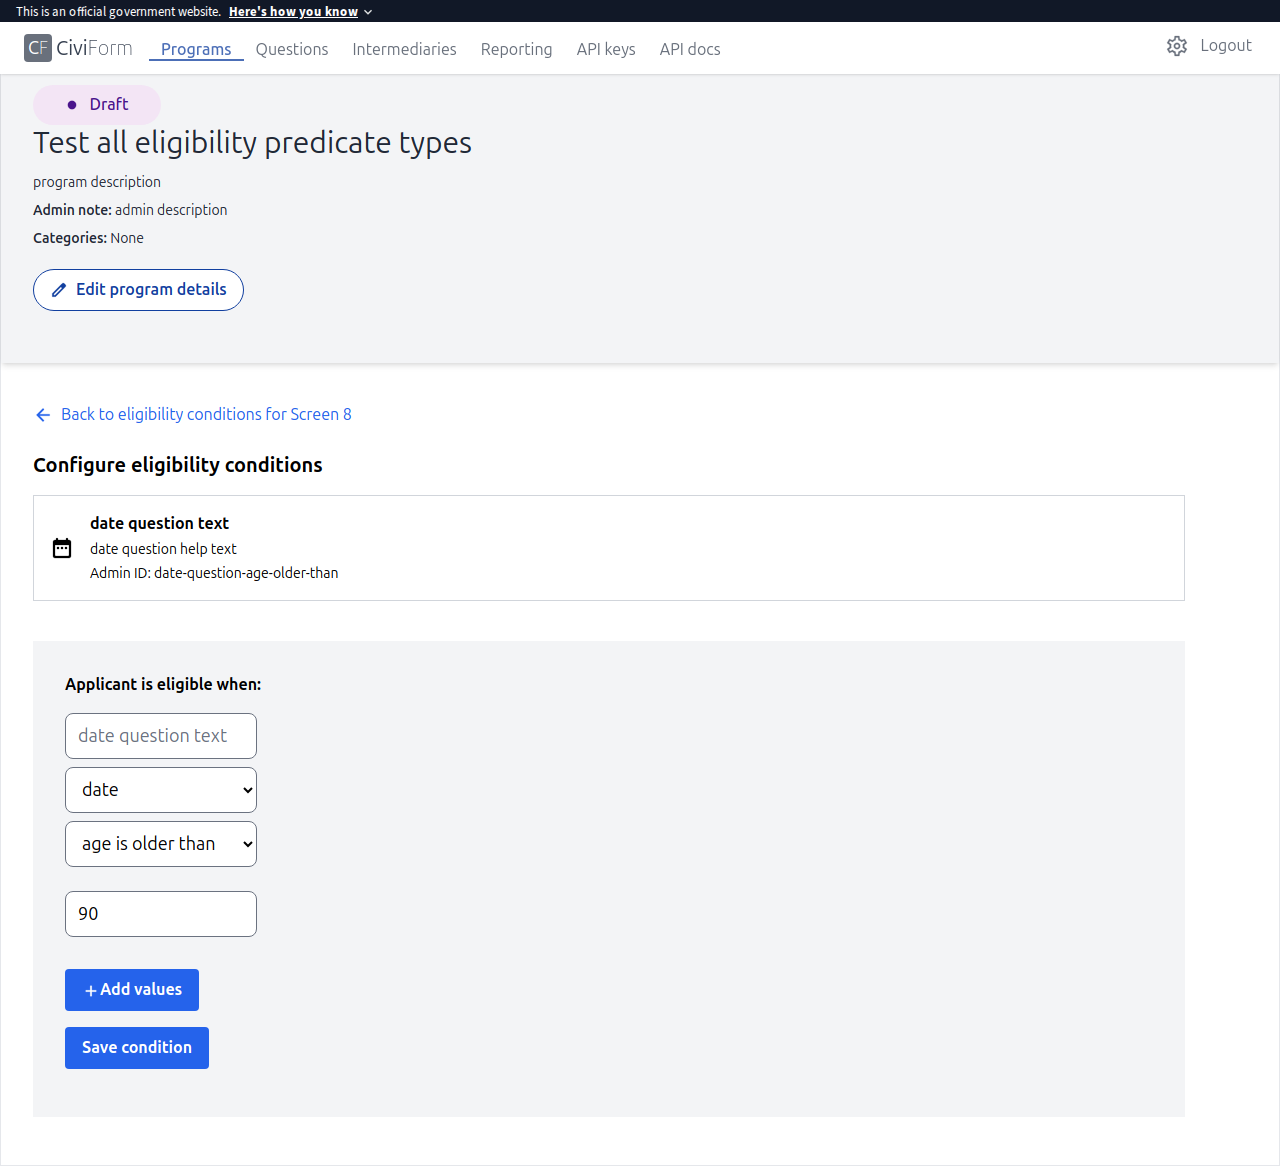 This is an official government website. Here's how you know
CF CiviForm Programs Questions Intermediaries Reporting API keys API docs Logout
Draft
Test all eligibility predicate types
program description
Admin note: admin description
Categories: None
Edit program details
Back to eligibility conditions for Screen 8
Configure eligibility conditions
date question text
date question help text
Admin ID: date-question-age-older-than
Applicant is eligible when:
date question text
date
age is older than
90
+ Add values
Save condition